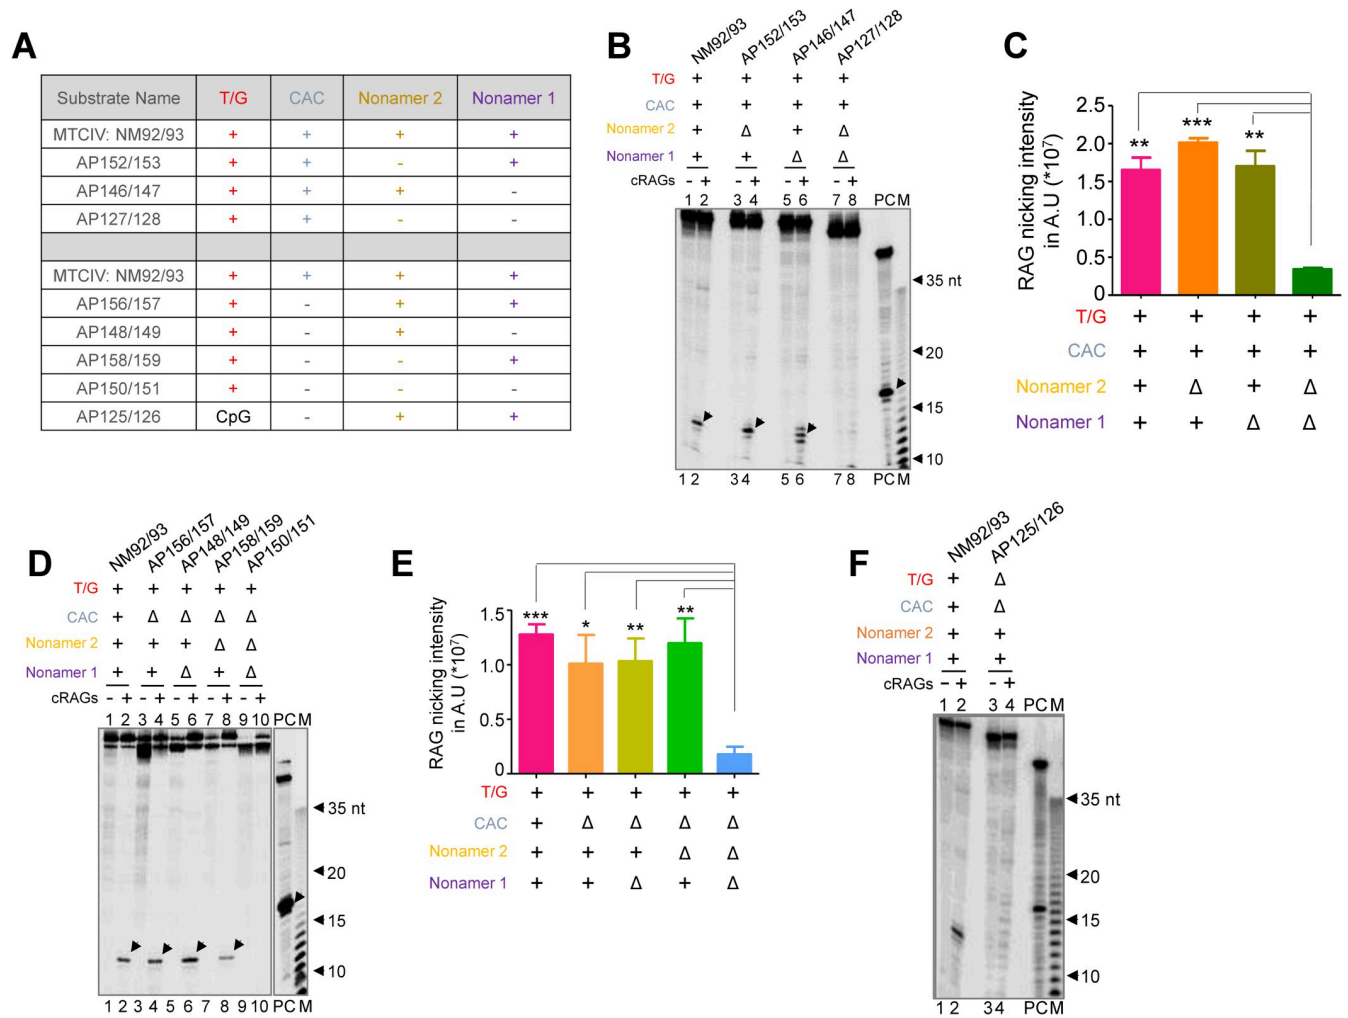 A
Substrate Name T/G CAC Nonamer 2 Nonamer 1
MTCIV: NM92/93 + + + +
AP152/153 + + - +
AP146/147 + + + -
AP127/128 + + - -
MTCIV: NM92/93 + + + +
AP156/157 + - + +
AP148/149 + - + -
AP158/159 + - - +
AP150/151 + - - -
AP125/126 CpG - + +
B
NM92/93 AP152/153 AP146/147 AP127/128
T/G + + + +
CAC + + + +
Nonamer 2 + Δ + Δ
Nonamer 1 + + Δ Δ
cRAGs - + - + - + - +
1 2 3 4 5 6 7 8 PC M
35 nt
20
15
10
1 2 3 4 5 6 7 8 PC M
C
RAG nicking intensity
in A.U (*10⁷)
2.5
2.0
1.5
1.0
0.5
0
** *** **
T/G + + + +
CAC + + + +
Nonamer 2 + Δ + Δ
Nonamer 1 + + Δ Δ
D
NM92/93 AP156/157 AP148/149 AP158/159 AP150/151
T/G + + + + +
CAC + Δ Δ Δ Δ
Nonamer 2 + + + Δ Δ
Nonamer 1 + + Δ + Δ
cRAGs - + - + - + - + - +
1 2 3 4 5 6 7 8 9 10 PC M
35 nt
20
15
10
1 2 3 4 5 6 7 8 9 10 PC M
E
RAG nicking intensity
in A.U (*10⁷)
1.5
1.0
0.5
0
*** * ** **
T/G + + + + +
CAC + Δ Δ Δ Δ
Nonamer 2 + + + Δ Δ
Nonamer 1 + + Δ + Δ
F
NM92/93 AP125/126
T/G + Δ
CAC + Δ
Nonamer 2 + +
Nonamer 1 + +
cRAGs - + - +
1 2 3 4 PC M
35 nt
20
15
10
1 2 3 4 PC M